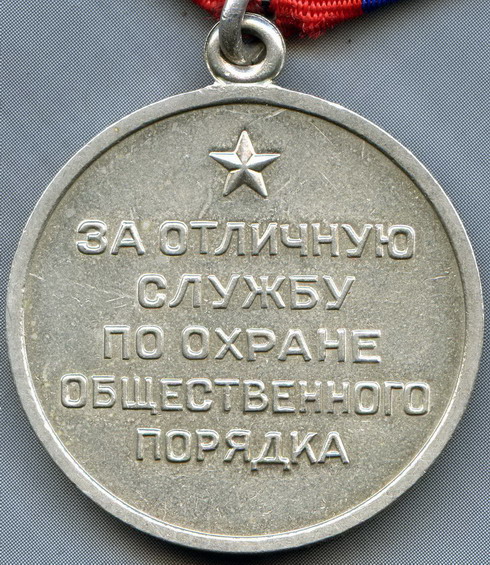 ЗА ОТЛИЧНУЮ
СЛУЖБУ
ПО ОХРАНЕ
ОБЩЕСТВЕННОГО
ПОРЯДКА